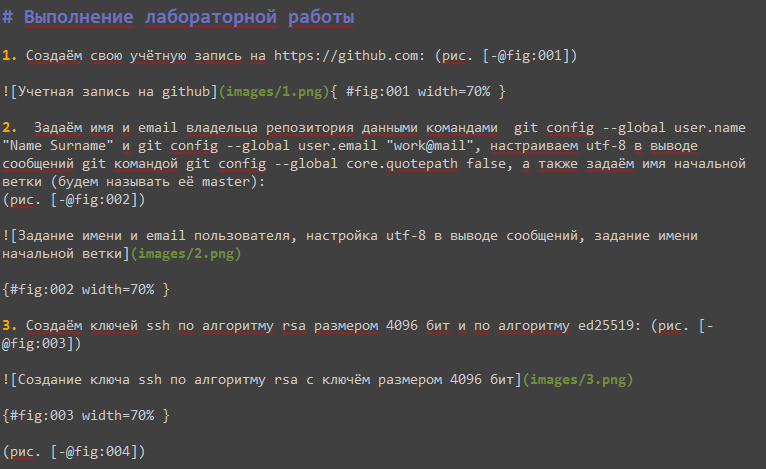 # Выполнение лабораторной работы
1. Создаём свою учётную запись на https://github.com: (рис. [-@fig:001])
![Учетная запись на github](images/1.png){ #fig:001 width=70% }
2.  Задаём имя и email владельца репозитория данными командами  git config --global user.name
"Name Surname" и git config --global user.email "work@mail", настраиваем utf-8 в выводе
сообщений git командой git config --global core.quotepath false, а также задаём имя начальной
ветки (будем называть её master):
(рис. [-@fig:002])
![Задание имени и email пользователя, настройка utf-8 в выводе сообщений, задание имени
начальной ветки](images/2.png)
{#fig:002 width=70% }
3. Создаём ключей ssh по алгоритму rsa размером 4096 бит и по алгоритму ed25519: (рис. [-
@fig:003])
![Создание ключа ssh по алгоритму rsa с ключём размером 4096 бит](images/3.png)
{#fig:003 width=70% }
(рис. [-@fig:004])